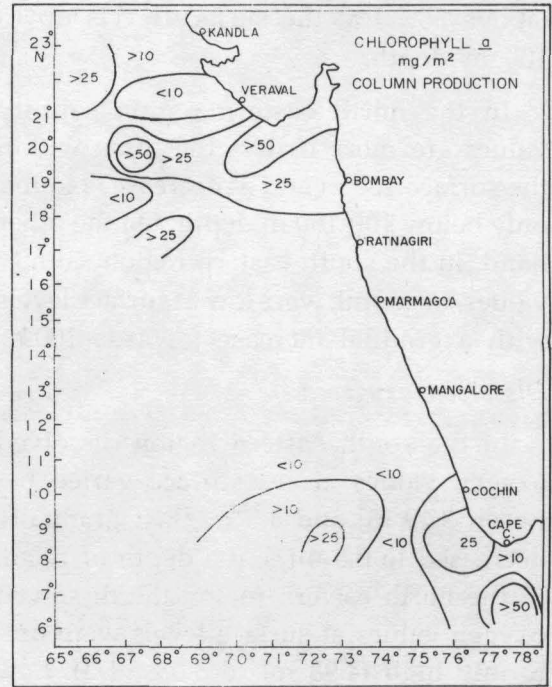 KANDLA
CHLOROPHYLL a
mg/m²
COLUMN PRODUCTION
23°
N
>10
22°
>25
<10
VERAVAL
21°
20°
>50
>25
>50
19°
<10
>25
BOMBAY
18°
>25
17°
RATNAGIRI
16°
MARMAGOA
15°
14°
13°
MANGALORE
12°
11°
<10
<10
10°
>10
COCHIN
9°
>25
<10
25
CAPE
C.
>10
8°
7°
>50
6°
65° 66° 67° 68° 69° 70° 71° 72° 73° 74° 75° 76° 77° 78°